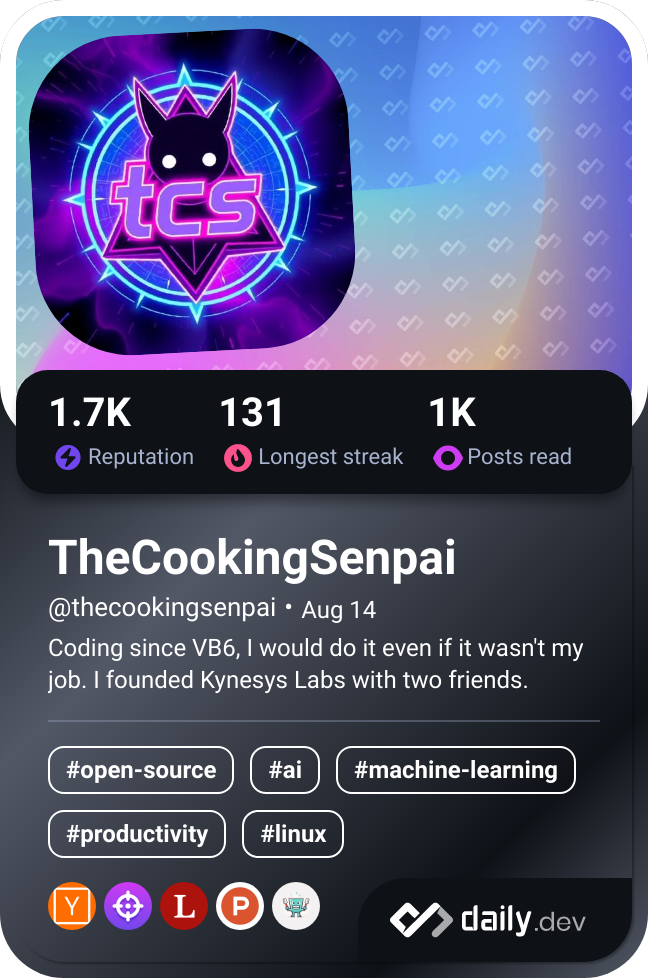 tcs
1.7K 131 1K
Reputation Longest streak Posts read
TheCookingSenpai
@thecookingsenpai • Aug 14
Coding since VB6, I would do it even if it wasn't my
job. I founded Kynesys Labs with two friends.
#open-source #ai #machine-learning
#productivity #linux
Y L P daily.dev